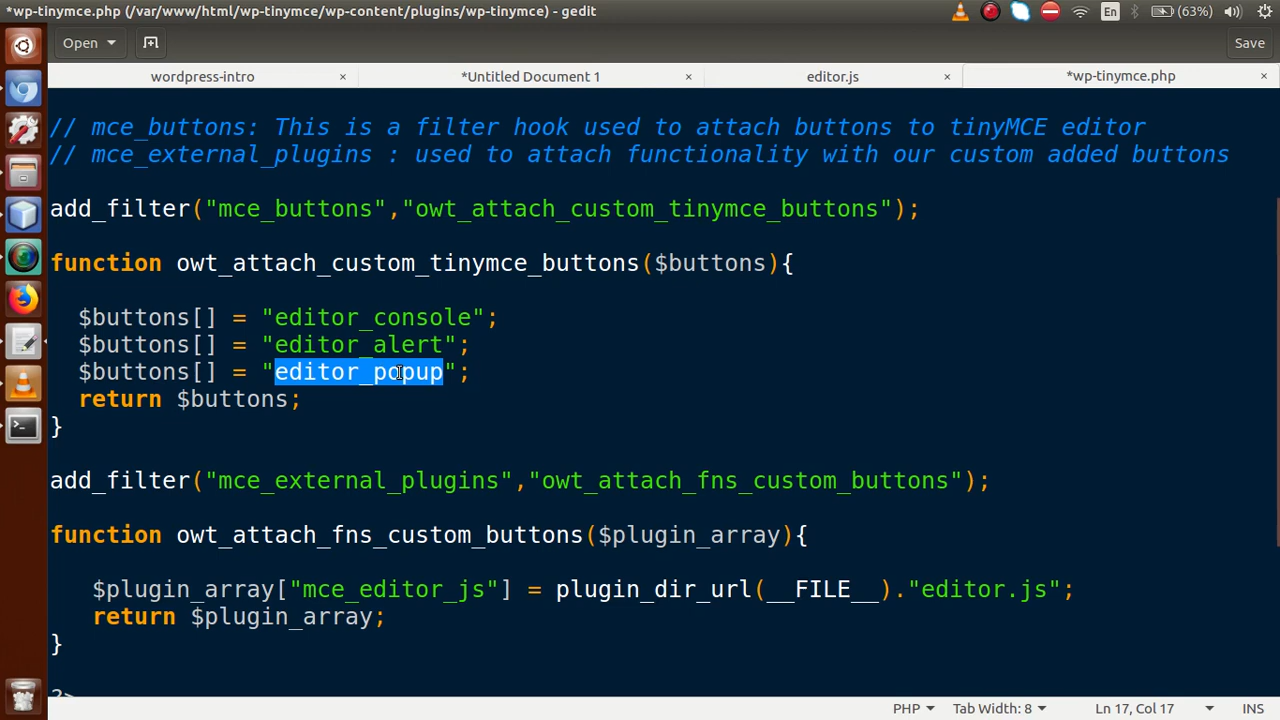 *wp-tinymce.php (/var/www/html/wp-tinymce/wp-content/plugins/wp-tinymce) - gedit
En
(63%)
Open
Save
wordpress-intro
*Untitled Document 1
editor.js
*wp-tinymce.php
// mce_buttons: This is a filter hook used to attach buttons to tinyMCE editor
// mce_external_plugins : used to attach functionality with our custom added buttons
add_filter("mce_buttons","owt_attach_custom_tinymce_buttons");
function owt_attach_custom_tinymce_buttons($buttons){
$buttons[] = "editor_console";
$buttons[] = "editor_alert";
$buttons[] = "editor_popup";
return $buttons;
}
add_filter("mce_external_plugins","owt_attach_fns_custom_buttons");
function owt_attach_fns_custom_buttons($plugin_array){
$plugin_array["mce_editor_js"] = plugin_dir_url(__FILE__)."editor.js";
return $plugin_array;
}
?>
PHP
Tab Width: 8
Ln 17, Col 17
INS